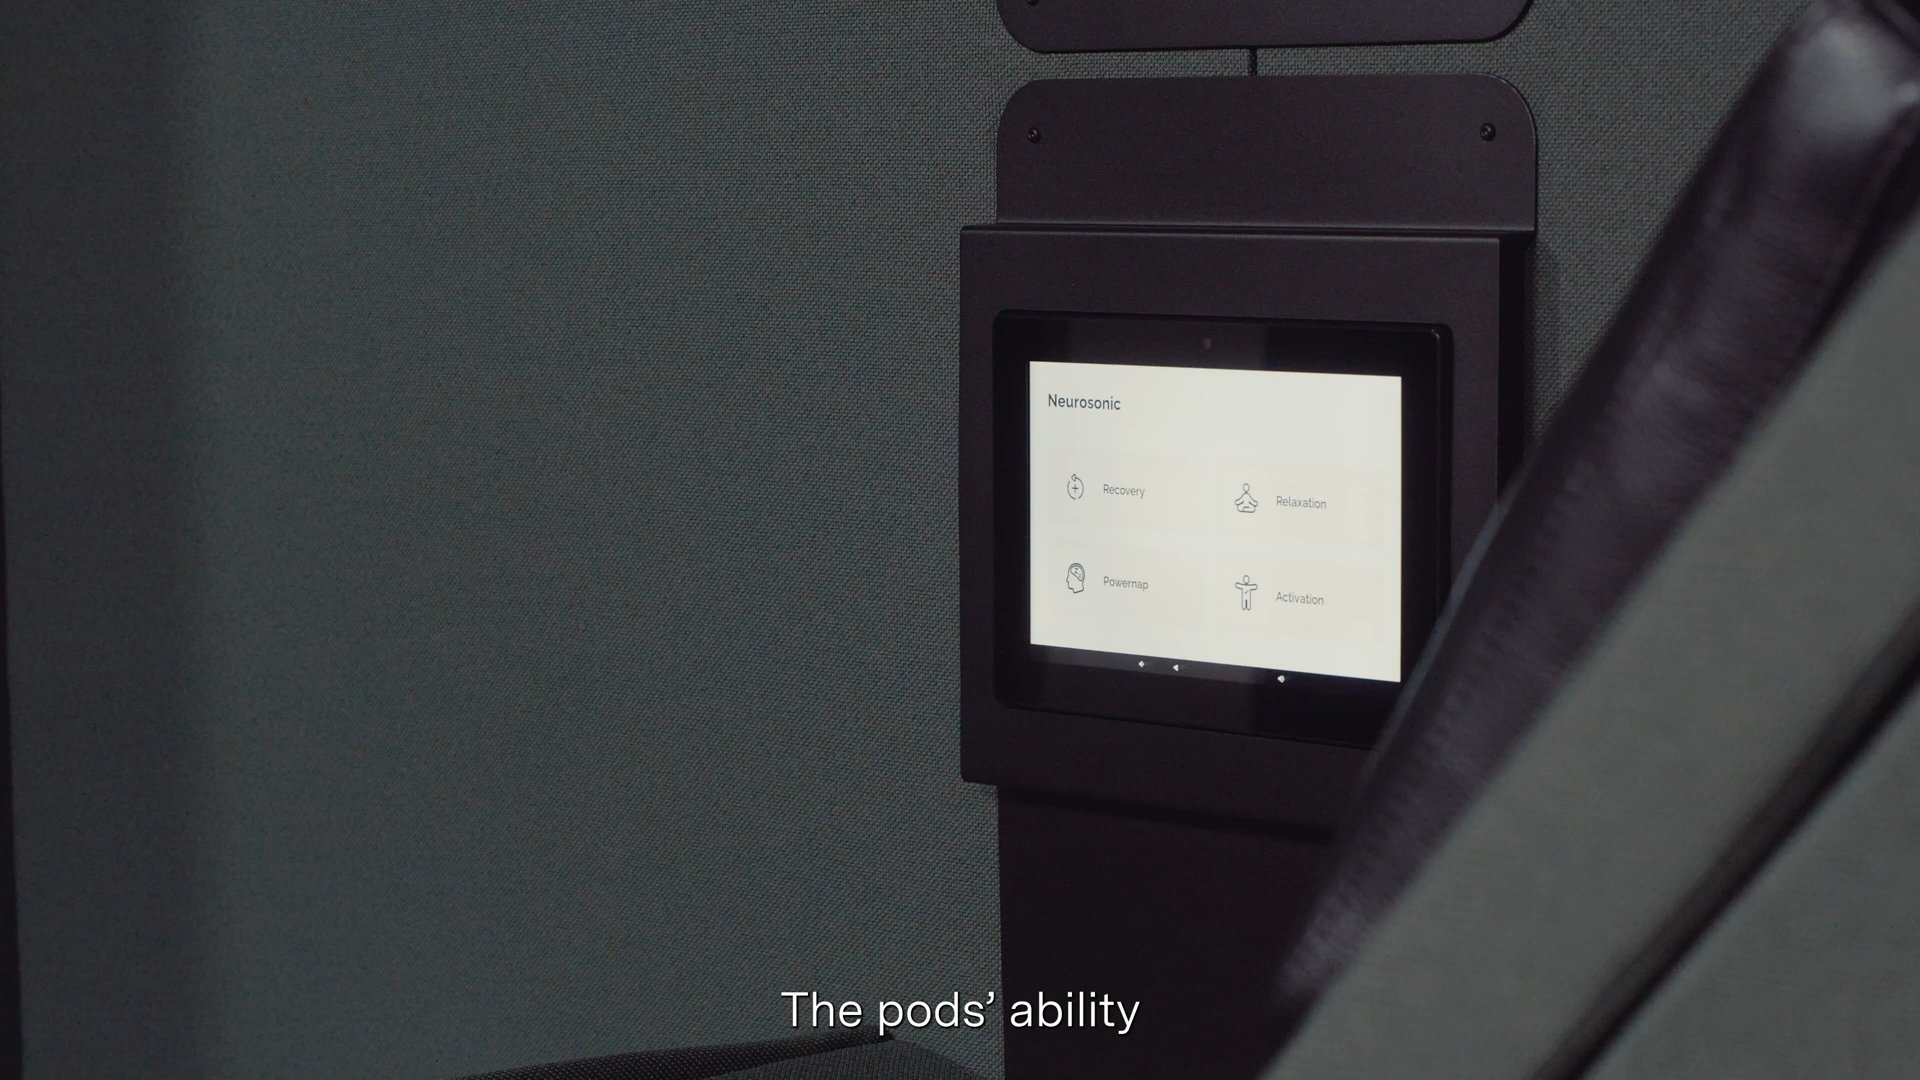 Neurosonic
Recovery
Relaxation
Powernap
Activation
The pods’ ability